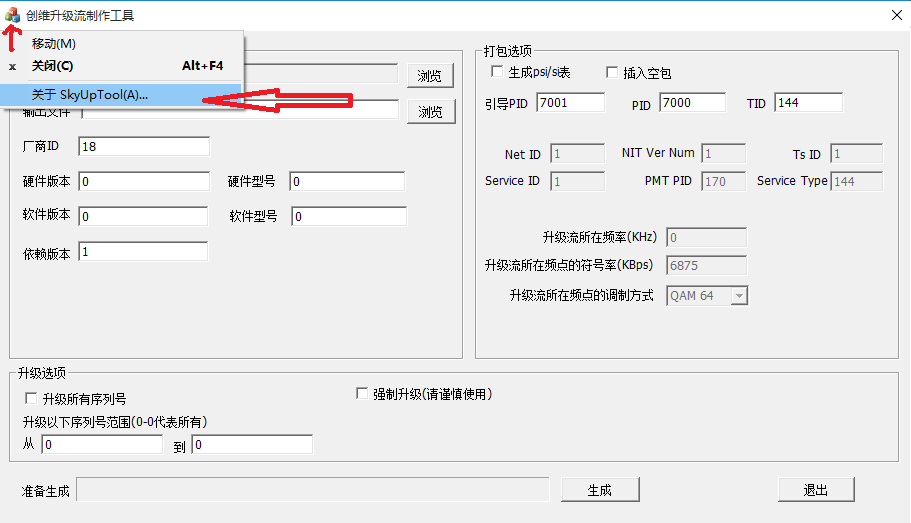 创维升级流制作工具
移动(M)
x 关闭(C) Alt+F4
关于 SkyUpTool(A)...
浏览
输出文件
浏览
厂商ID 18
硬件版本 0 硬件型号 0
软件版本 0 软件型号 0
依赖版本 1
打包选项
生成psi/si表 插入空包
引导PID 7001 PID 7000 TID 144
Net ID 1 NIT Ver Num 1 Ts ID 1
Service ID 1 PMT PID 170 Service Type 144
升级流所在频率(KHz) 0
升级流所在频点的符号率(KBps) 6875
升级流所在频点的调制方式 QAM 64
升级选项
升级所有序列号 强制升级(请谨慎使用)
升级以下序列号范围(0-0代表所有)
从 0 到 0
准备生成 生成 退出